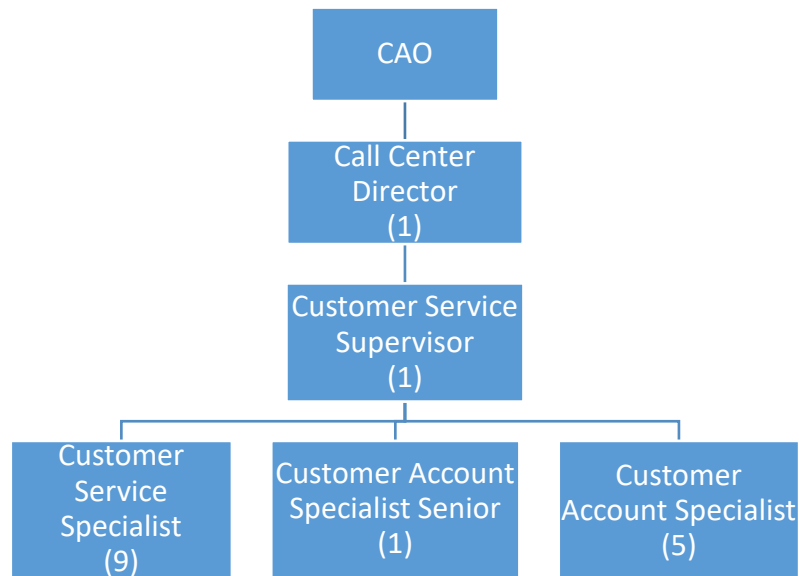 CAO
Call Center
Director
(1)
Customer Service
Supervisor
(1)
Customer
Service
Specialist
(9)
Customer Account
Specialist Senior
(1)
Customer
Account Specialist
(5)